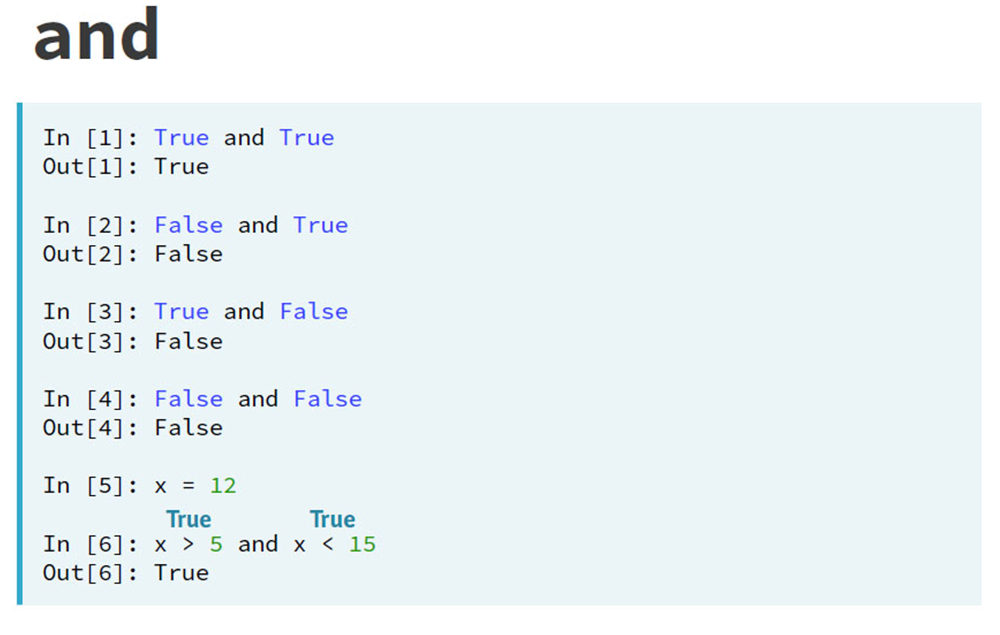 and
In [1]: True and True
Out[1]: True
In [2]: False and True
Out[2]: False
In [3]: True and False
Out[3]: False
In [4]: False and False
Out[4]: False
In [5]: x = 12
True True
In [6]: x > 5 and x < 15
Out[6]: True